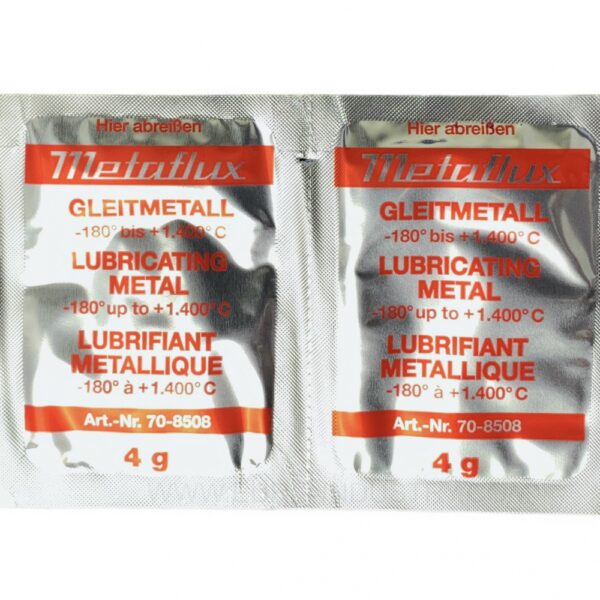 Hier abreißen
Metaflux
GLEITMETALL
-180° bis +1.400° C
LUBRICATING
METAL
-180° up to +1.400° C
LUBRIFIANT
METALLIQUE
-180° à +1.400° C
Art.-Nr. 70-8508
4 g
Hier abreißen
Metaflux
GLEITMETALL
-180° bis +1.400° C
LUBRICATING
METAL
-180° up to +1.400° C
LUBRIFIANT
METALLIQUE
-180° à +1.400° C
Art.-Nr. 70-8508
4 g